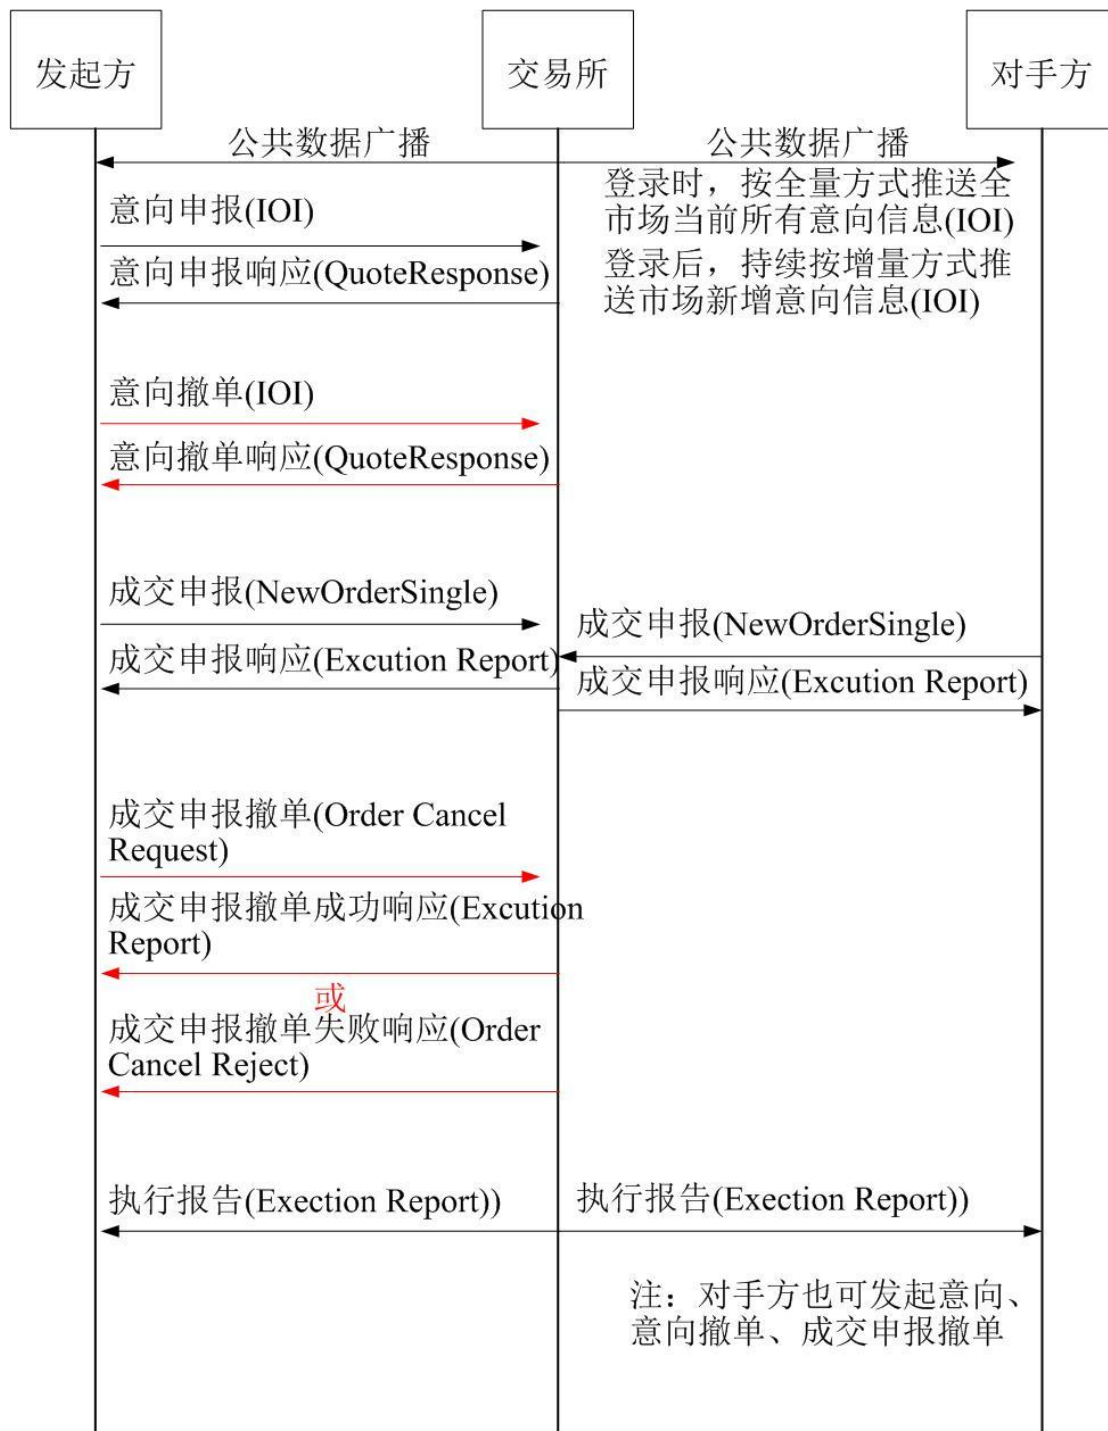 发起方
交易所
对手方
公共数据广播
公共数据广播
登录时，按全量方式推送全
市场当前所有意向信息(IOI)
登录后，持续按增量方式推
送市场新增意向信息(IOI)
意向申报(IOI)
意向申报响应(QuoteResponse)
意向撤单(IOI)
意向撤单响应(QuoteResponse)
成交申报(NewOrderSingle)
成交申报(NewOrderSingle)
成交申报响应(Excution Report)
成交申报响应(Excution Report)
成交申报撤单(Order Cancel
Request)
成交申报撤单成功响应(Excution
Report)
或
成交申报撤单失败响应(Order
Cancel Reject)
执行报告(Exection Report))
执行报告(Exection Report))
注：对手方也可发起意向、
意向撤单、成交申报撤单